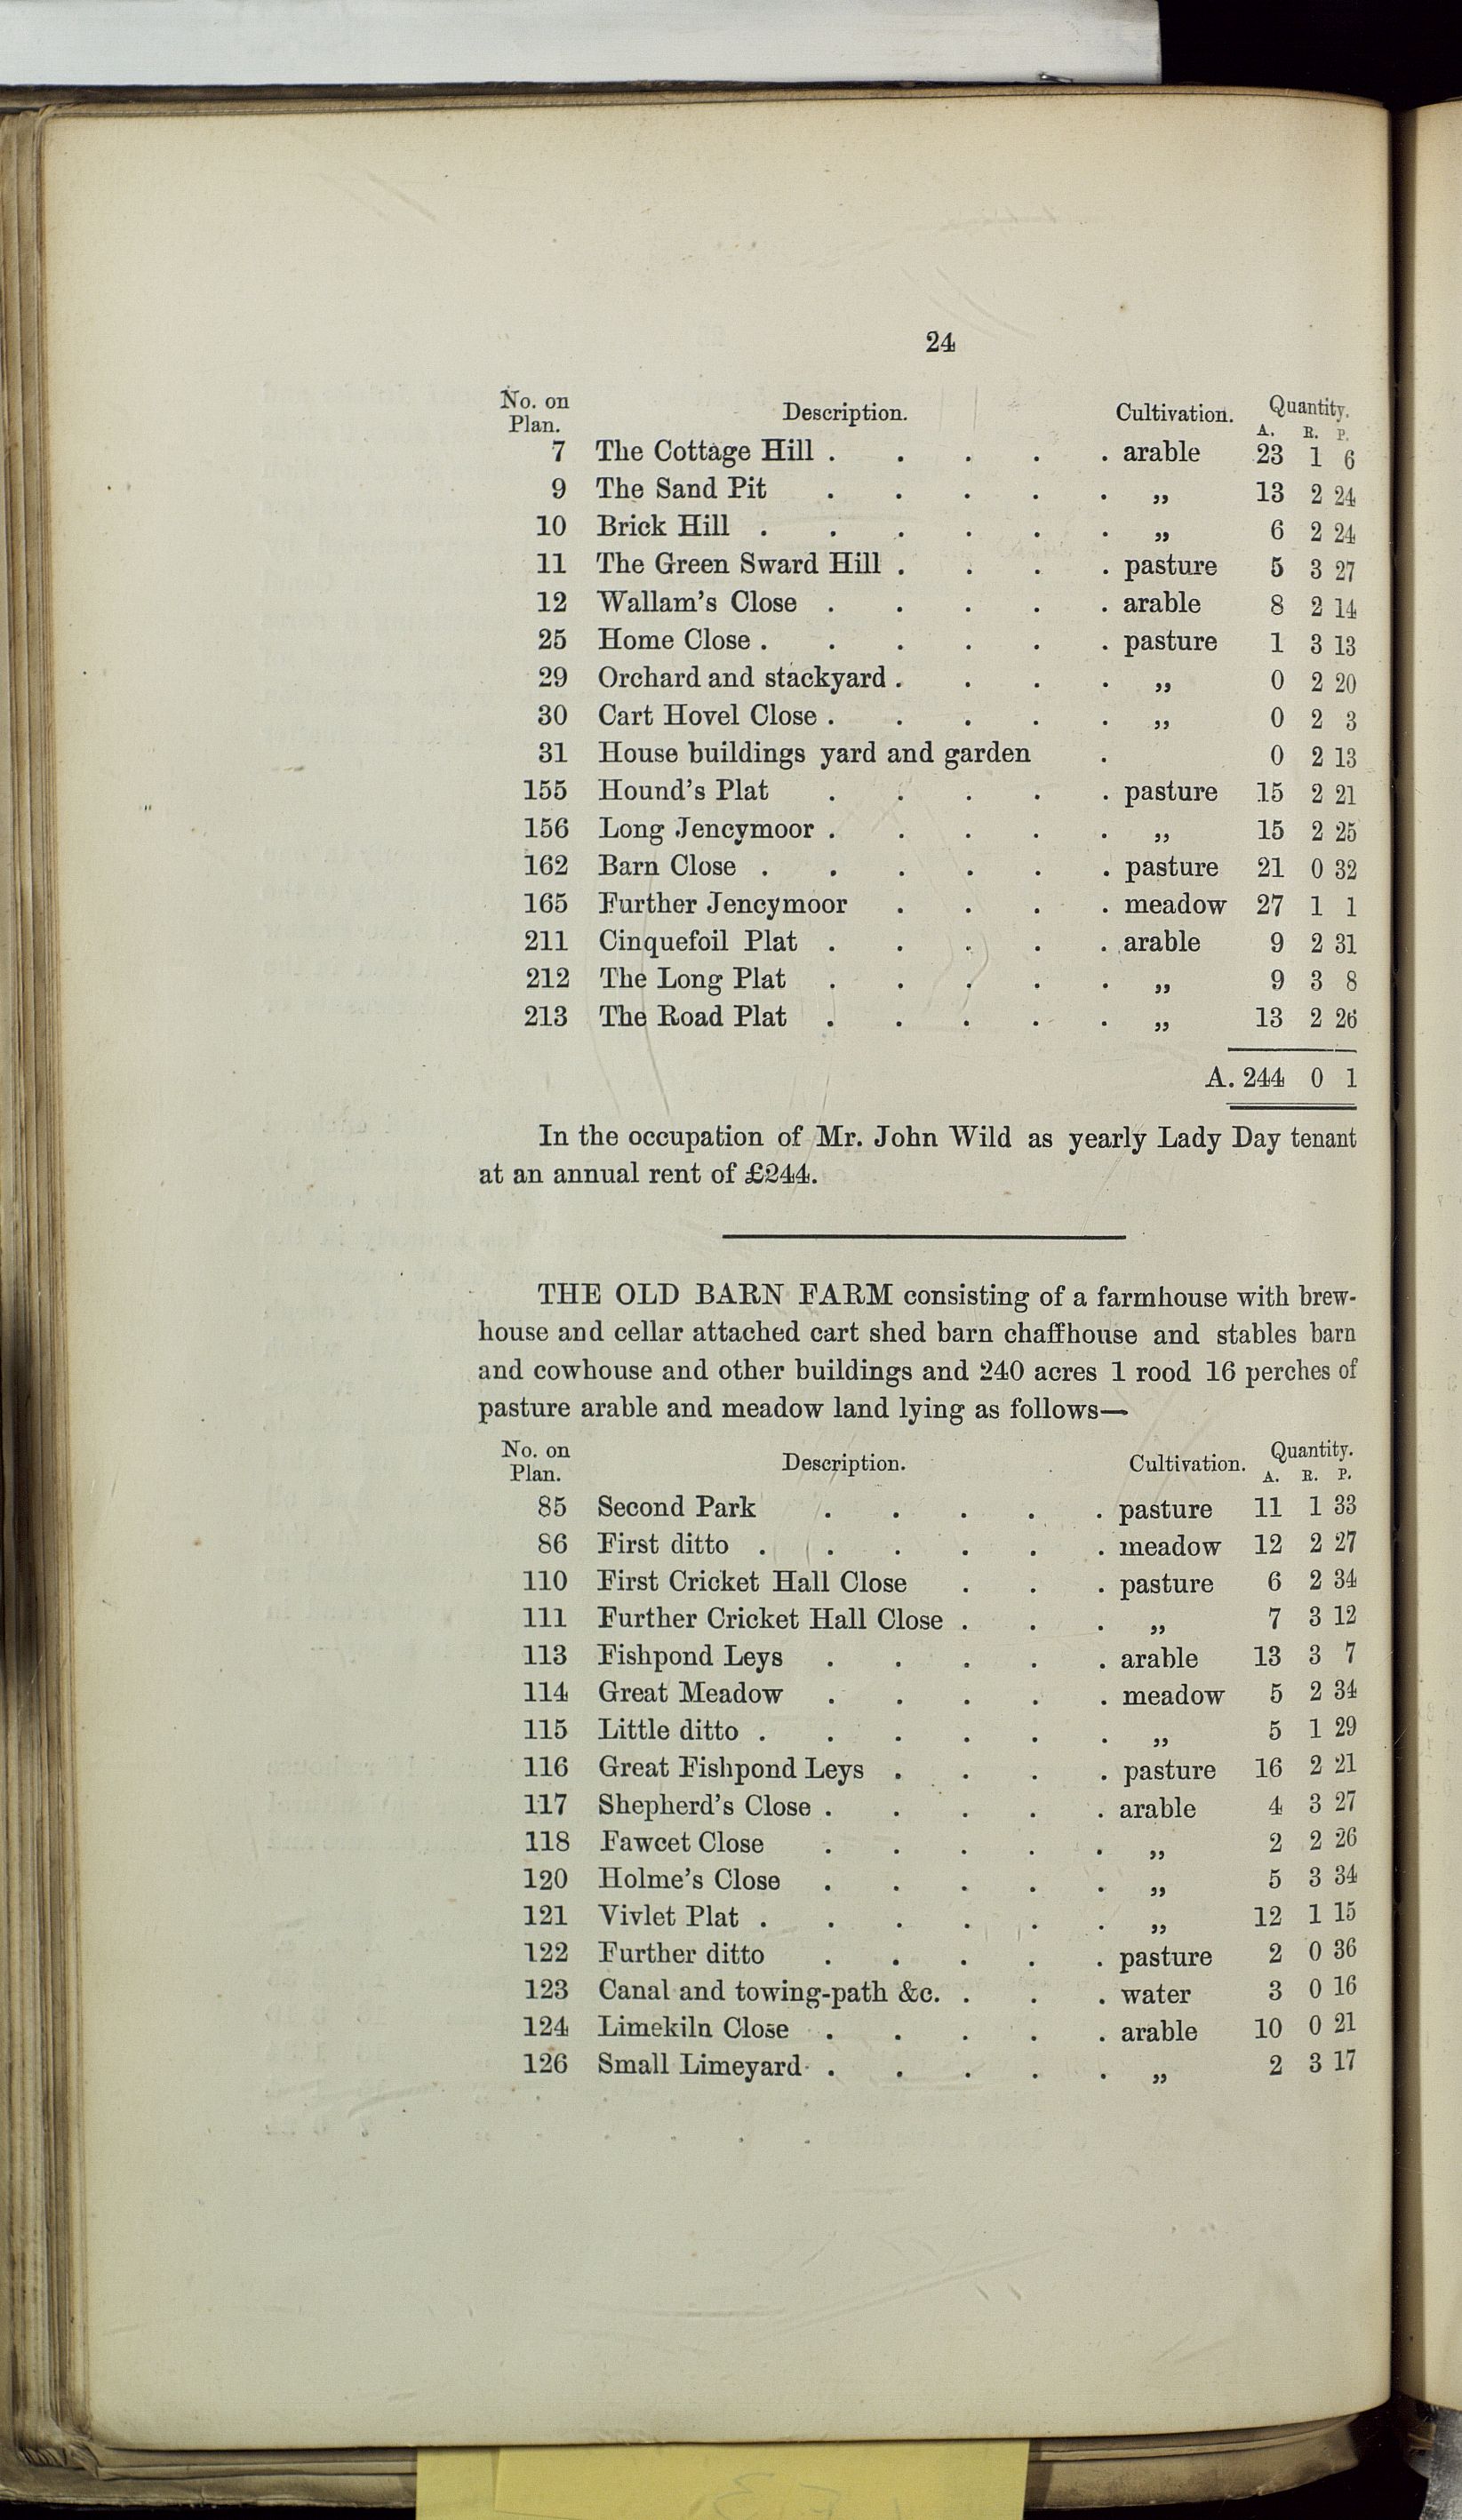 24
No. on Plan. Description. Cultivation. Quantity.
A. R. P.
7 The Cottage Hill . . . . . arable 23 1 6
9 The Sand Pit . . . . . ,, 13 2 24
10 Brick Hill . . . . . . ,, 6 2 24
11 The Green Sward Hill . . . . pasture 5 3 27
12 Wallam's Close . . . . . arable 8 2 14
25 Home Close . . . . . . pasture 1 3 13
29 Orchard and stackyard . . . . ,, 0 2 20
30 Cart Hovel Close . . . . . ,, 0 2 3
31 House buildings yard and garden . 0 2 13
155 Hound's Plat . . . . . pasture 15 2 21
156 Long Jencymoor . . . . . ,, 15 2 25
162 Barn Close . . . . . . pasture 21 0 32
165 Further Jencymoor . . . . meadow 27 1 1
211 Cinquefoil Plat . . . . . arable 9 2 31
212 The Long Plat . . . . . ,, 9 3 8
213 The Road Plat . . . . . ,, 13 2 26
A. 244 0 1
In the occupation of Mr. John Wild as yearly Lady Day tenant
at an annual rent of £244.
THE OLD BARN FARM consisting of a farmhouse with brew-
house and cellar attached cart shed barn chaffhouse and stables barn
and cowhouse and other buildings and 240 acres 1 rood 16 perches of
pasture arable and meadow land lying as follows—
No. on Plan. Description. Cultivation. Quantity.
A. R. P.
85 Second Park . . . . . pasture 11 1 33
86 First ditto . . . . . . meadow 12 2 27
110 First Cricket Hall Close . . . pasture 6 2 34
111 Further Cricket Hall Close . . . ,, 7 3 12
113 Fishpond Leys . . . . . arable 13 3 7
114 Great Meadow . . . . . meadow 5 2 34
115 Little ditto . . . . . . ,, 5 1 29
116 Great Fishpond Leys . . . . pasture 16 2 21
117 Shepherd's Close . . . . . arable 4 3 27
118 Fawcet Close . . . . . ,, 2 2 26
120 Holme's Close . . . . . ,, 5 3 34
121 Vivlet Plat . . . . . . ,, 12 1 15
122 Further ditto . . . . . pasture 2 0 36
123 Canal and towing-path &c. . . . water 3 0 16
124 Limekiln Close . . . . . arable 10 0 21
126 Small Limeyard . . . . . ,, 2 3 17